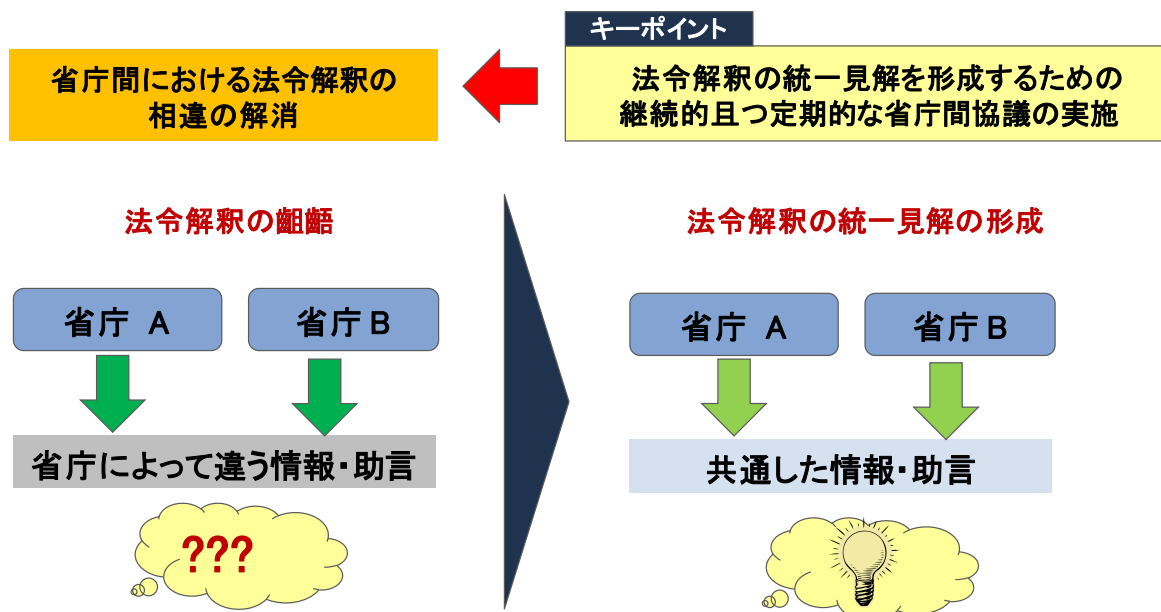 キーポイント
省庁間における法令解釈の
相違の解消
法令解釈の統一見解を形成するための
継続的且つ定期的な省庁間協議の実施
法令解釈の齟齬
法令解釈の統一見解の形成
省庁 A
省庁 B
省庁 A
省庁 B
省庁によって違う情報・助言
共通した情報・助言
???